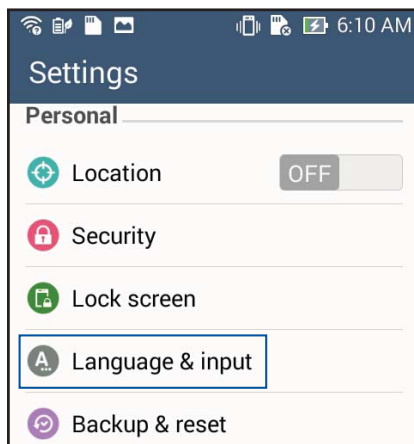 6:10 AM
Settings
Personal
Location OFF
Security
Lock screen
A... Language & input
Backup & reset